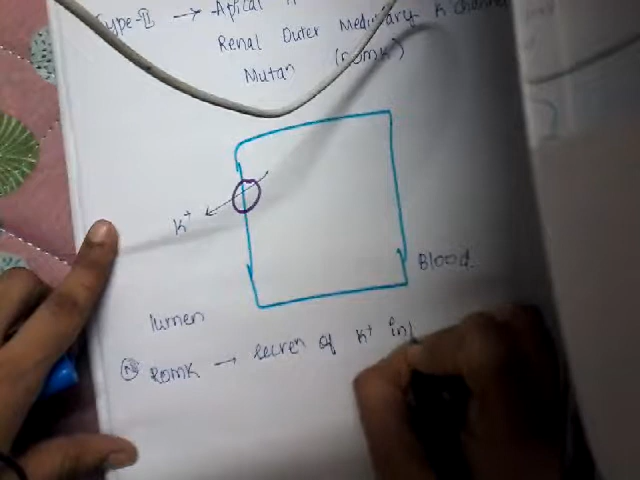 Type-II → Apical
Renal Outer Medullary K⁺ channel
Mutan (ROMK)
K⁺
Blood
lumen
(N) ROMK → secren of K⁺ in